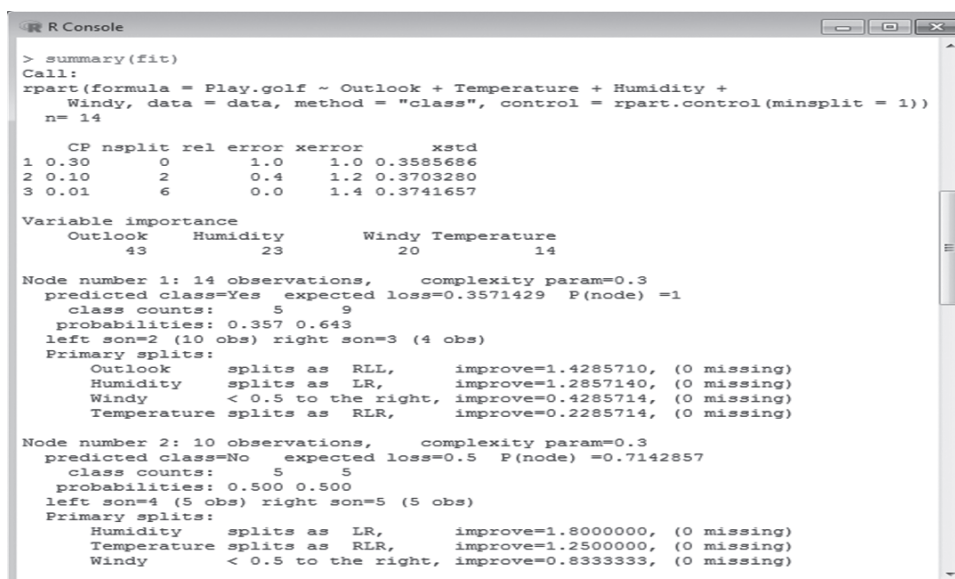 R Console
> summary(fit)
Call:
rpart(formula = Play.golf ~ Outlook + Temperature + Humidity +
    Windy, data = data, method = "class", control = rpart.control(minsplit = 1))
  n= 14

    CP nsplit rel error xerror      xstd
1 0.30      0       1.0    1.0 0.3585686
2 0.10      2       0.4    1.2 0.3703280
3 0.01      6       0.0    1.4 0.3741657

Variable importance
    Outlook    Humidity       Windy Temperature
         43          23          20          14

Node number 1: 14 observations,    complexity param=0.3
  predicted class=Yes  expected loss=0.3571429  P(node) =1
    class counts:     5     9
   probabilities: 0.357 0.643
  left son=2 (10 obs) right son=3 (4 obs)
  Primary splits:
      Outlook     splits as  RLL,       improve=1.4285710, (0 missing)
      Humidity    splits as  LR,        improve=1.2857140, (0 missing)
      Windy       < 0.5 to the right, improve=0.4285714, (0 missing)
      Temperature splits as  RLR,       improve=0.2285714, (0 missing)

Node number 2: 10 observations,    complexity param=0.3
  predicted class=No   expected loss=0.5  P(node) =0.7142857
    class counts:     5     5
   probabilities: 0.500 0.500
  left son=4 (5 obs) right son=5 (5 obs)
  Primary splits:
      Humidity    splits as  LR,        improve=1.8000000, (0 missing)
      Temperature splits as  RLR,       improve=1.2500000, (0 missing)
      Windy       < 0.5 to the right, improve=0.8333333, (0 missing)